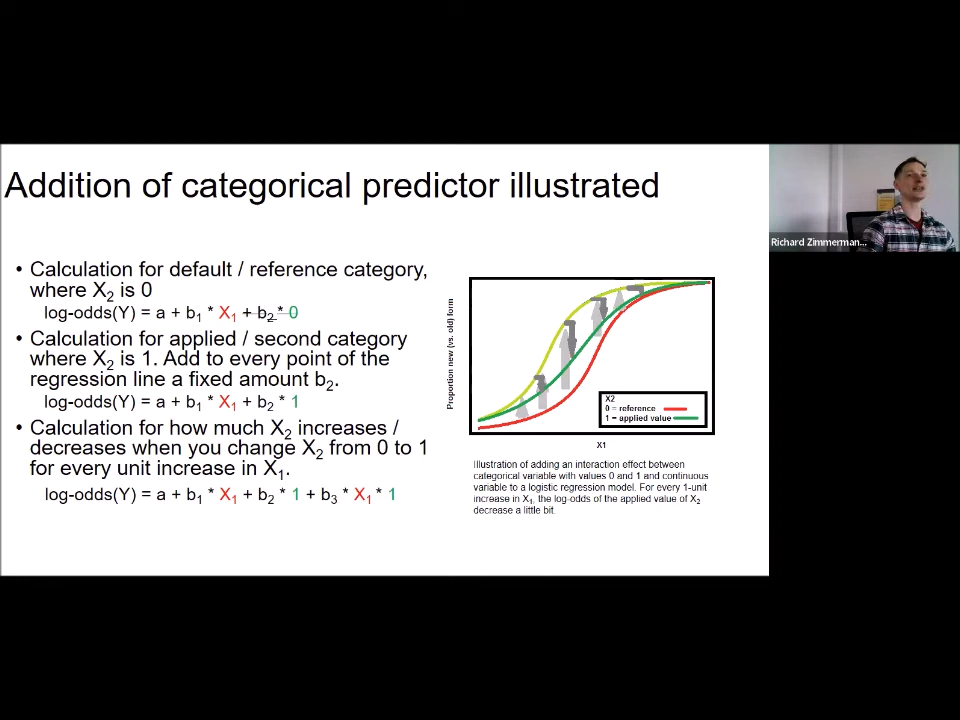 Addition of categorical predictor illustrated
• Calculation for default / reference category,
where X₂ is 0
log-odds(Y) = a + b₁ * X₁ + b₂ * 0
• Calculation for applied / second category
where X₂ is 1. Add to every point of the
regression line a fixed amount b₂.
log-odds(Y) = a + b₁ * X₁ + b₂ * 1
• Calculation for how much X₂ increases /
decreases when you change X₂ from 0 to 1
for every unit increase in X₁.
log-odds(Y) = a + b₁ * X₁ + b₂ * 1 + b₃ * X₁ * 1
Proportion new (vs. old) form
X2
0 = reference
1 = applied value
X1
Illustration of adding an interaction effect between
categorical variable with values 0 and 1 and continuous
variable to a logistic regression model. For every 1-unit
increase in X₁, the log-odds of the applied value of X₂
decrease a little bit.
Richard Zimmerman...